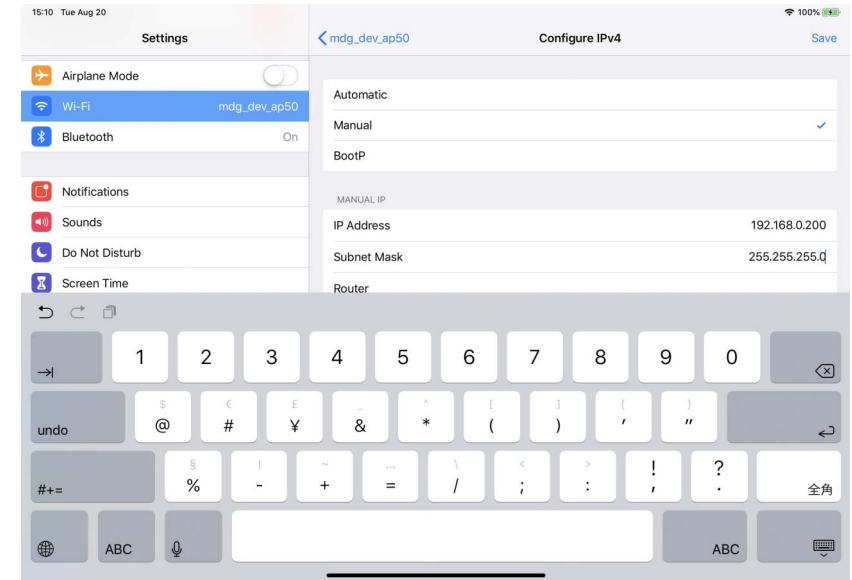 15:10 Tue Aug 20
100%
Settings
mdg_dev_ap50
Configure IPv4
Save
Airplane Mode
Wi-Fi
mdg_dev_ap50
Bluetooth
On
Notifications
Sounds
Do Not Disturb
Screen Time
Automatic
Manual
BootP
MANUAL IP
IP Address
192.168.0.200
Subnet Mask
255.255.255.0
Router
1 2 3 4 5 6 7 8 9 0
$ € £ _ ^ [ ] { }
undo @ # ¥ & * ( ) ' "
§ | ~ … \ < > ! ?
#+= % - + = / ; : , . 全角
ABC
ABC